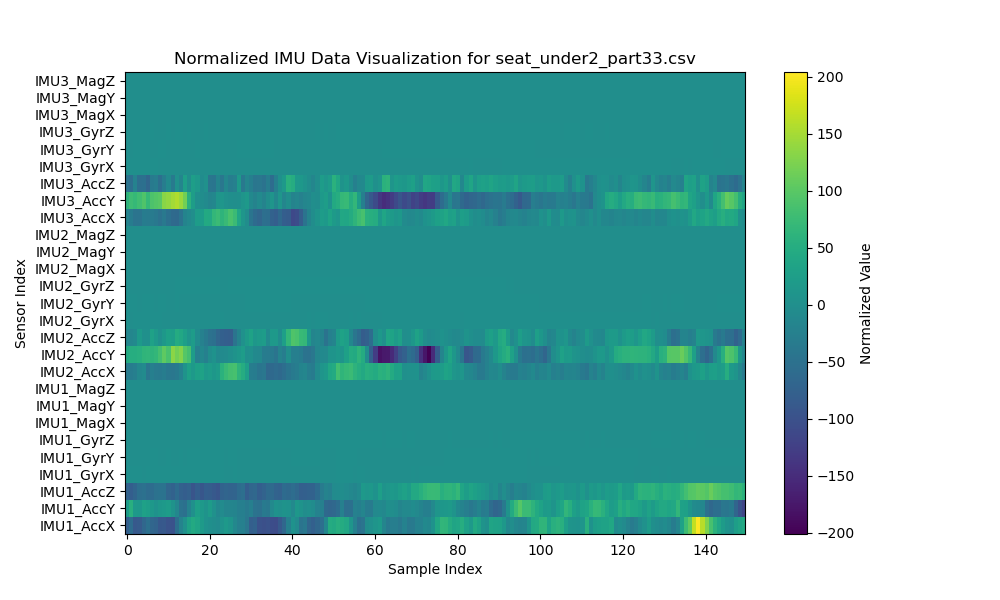 Normalized IMU Data Visualization for seat_under2_part33.csv
IMU3_MagZ
IMU3_MagY
IMU3_MagX
IMU3_GyrZ
IMU3_GyrY
IMU3_GyrX
IMU3_AccZ
IMU3_AccY
IMU3_AccX
IMU2_MagZ
IMU2_MagY
IMU2_MagX
IMU2_GyrZ
IMU2_GyrY
IMU2_GyrX
IMU2_AccZ
IMU2_AccY
IMU2_AccX
IMU1_MagZ
IMU1_MagY
IMU1_MagX
IMU1_GyrZ
IMU1_GyrY
IMU1_GyrX
IMU1_AccZ
IMU1_AccY
IMU1_AccX
Sensor Index
0 20 40 60 80 100 120 140
Sample Index
200
150
100
50
0
−50
−100
−150
−200
Normalized Value